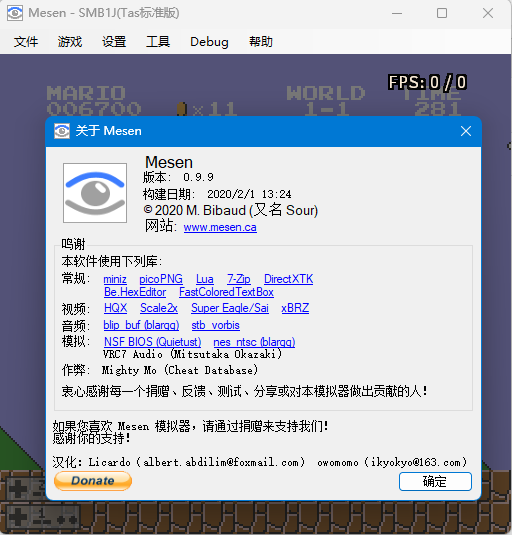 Mesen - SMB1J(Tas标准版)
文件 游戏 设置 工具 Debug 帮助
FPS: 0 / 0
MARIO WORLD TIME
006700 ×11 1-1 281
关于 Mesen
Mesen
版本: 0.9.9
构建日期: 2020/2/1 13:24
© 2020 M. Bibaud (又名 Sour)
网站: www.mesen.ca
鸣谢
本软件使用下列库:
常规: miniz picoPNG Lua 7-Zip DirectXTK
Be.HexEditor FastColoredTextBox
视频: HQX Scale2x Super Eagle/Sai xBRZ
音频: blip_buf (blargg) stb_vorbis
模拟: NSF BIOS (Quietust) nes_ntsc (blargg)
VRC7 Audio (Mitsutaka Okazaki)
作弊: Mighty Mo (Cheat Database)
衷心感谢每一个捐赠、反馈、测试、分享或对本模拟器做出贡献的人!
如果您喜欢 Mesen 模拟器,请通过捐赠来支持我们!
感谢你的支持!
汉化: Licardo (albert.abdilim@foxmail.com) owomomo (ikyokyo@163.com)
Donate 确定